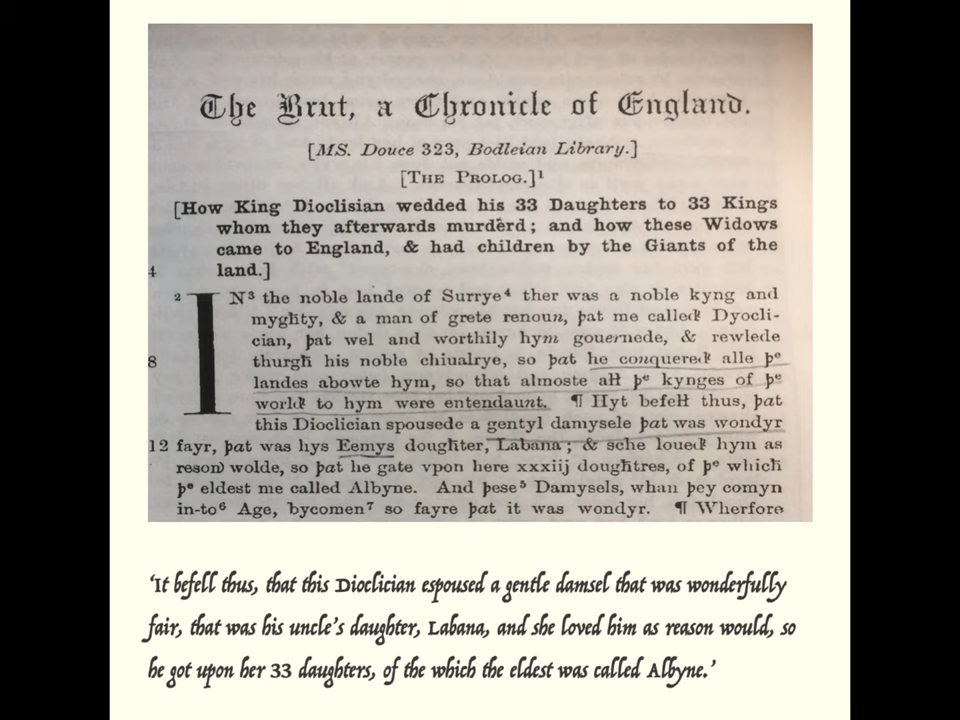 The Brut, a Chronicle of England.
[MS. Douce 323, Bodleian Library.]
[THE PROLOG.]¹
[How King Dioclisian wedded his 33 Daughters to 33 Kings
whom they afterwards murderd; and how these Widows
came to England, & had children by the Giants of the
4 land.]
² IN³ the noble lande of Surrye⁴ ther was a noble kyng and
myghty, & a man of grete renoun, þat me called Dyocli-
cian, þat wel and worthily hym gouernede, & rewlede
8 thurgh his noble chiualrye, so þat he conquered alle þᵉ
landes abowte hym, so that almoste all þᵉ kynges of þᵉ
world to hym were entendaunt. ¶ Hyt befell thus, þat
this Dioclician spousede a gentyl damysele þat was wondyr
12 fayr, þat was hys Eemys doughter, Labana; & sche loued hym as
reson wolde, so þat he gate vpon here xxxiij doughtres, of þᵉ which
þᵉ eldest me called Albyne. And þese⁵ Damysels, whan þey comyn
in-to⁶ Age, bycomen⁷ so fayre þat it was wondyr. ¶ Wherfore
'It befell thus, that this Dioclician espoused a gentle damsel that was wonderfully
fair, that was his uncle's daughter, Labana, and she loved him as reason would, so
he got upon her 33 daughters, of the which the eldest was called Albyne.'